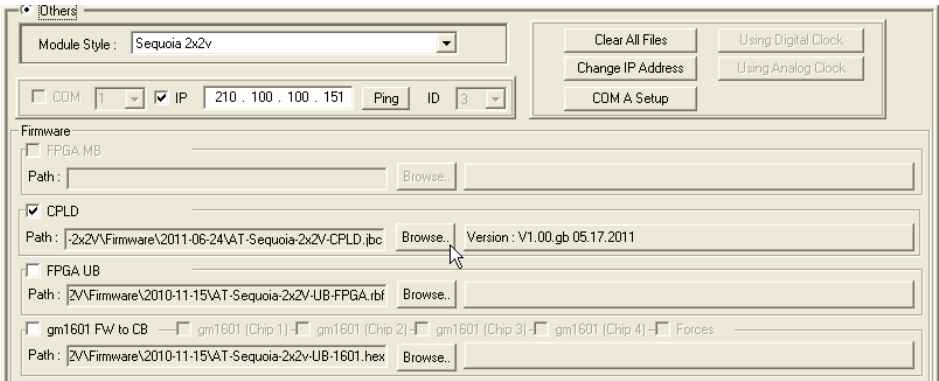 Others
Module Style : Sequoia 2x2v
Clear All Files Using Digital Clock
Change IP Address Using Analog Clock
COM A Setup
COM 1 IP 210 . 100 . 100 . 151 Ping ID 3
Firmware
FPGA MB
Path : Browse..
CPLD
Path : -2x2V\Firmware\2011-06-24\AT-Sequoia-2x2V-CPLD.jbc Browse.. Version : V1.00.gb 05.17.2011
FPGA UB
Path : 2V\Firmware\2010-11-15\AT-Sequoia-2x2V-UB-FPGA.rbf Browse..
gm1601 FW to CB gm1601 (Chip 1) gm1601 (Chip 2) gm1601 (Chip 3) gm1601 (Chip 4) Forces
Path : 2V\Firmware\2010-11-15\AT-Sequoia-2x2v-UB-1601.hex Browse..